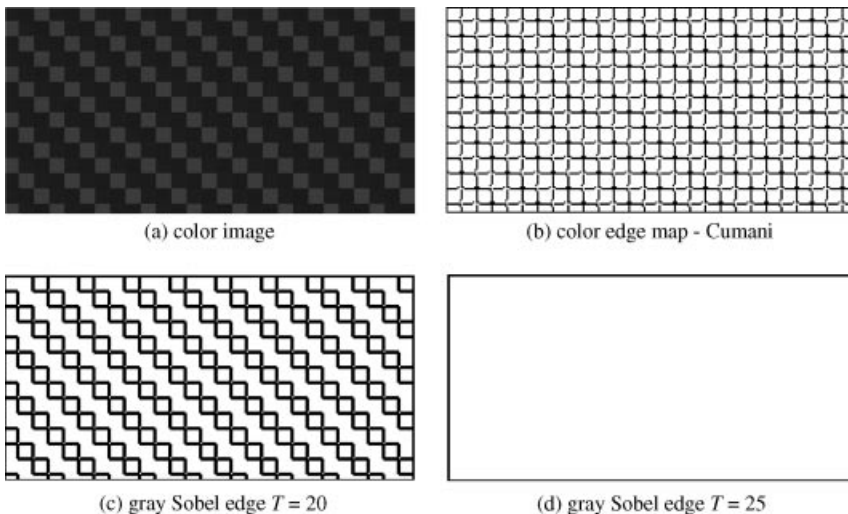 (a) color image
(b) color edge map - Cumani
(c) gray Sobel edge T = 20
(d) gray Sobel edge T = 25